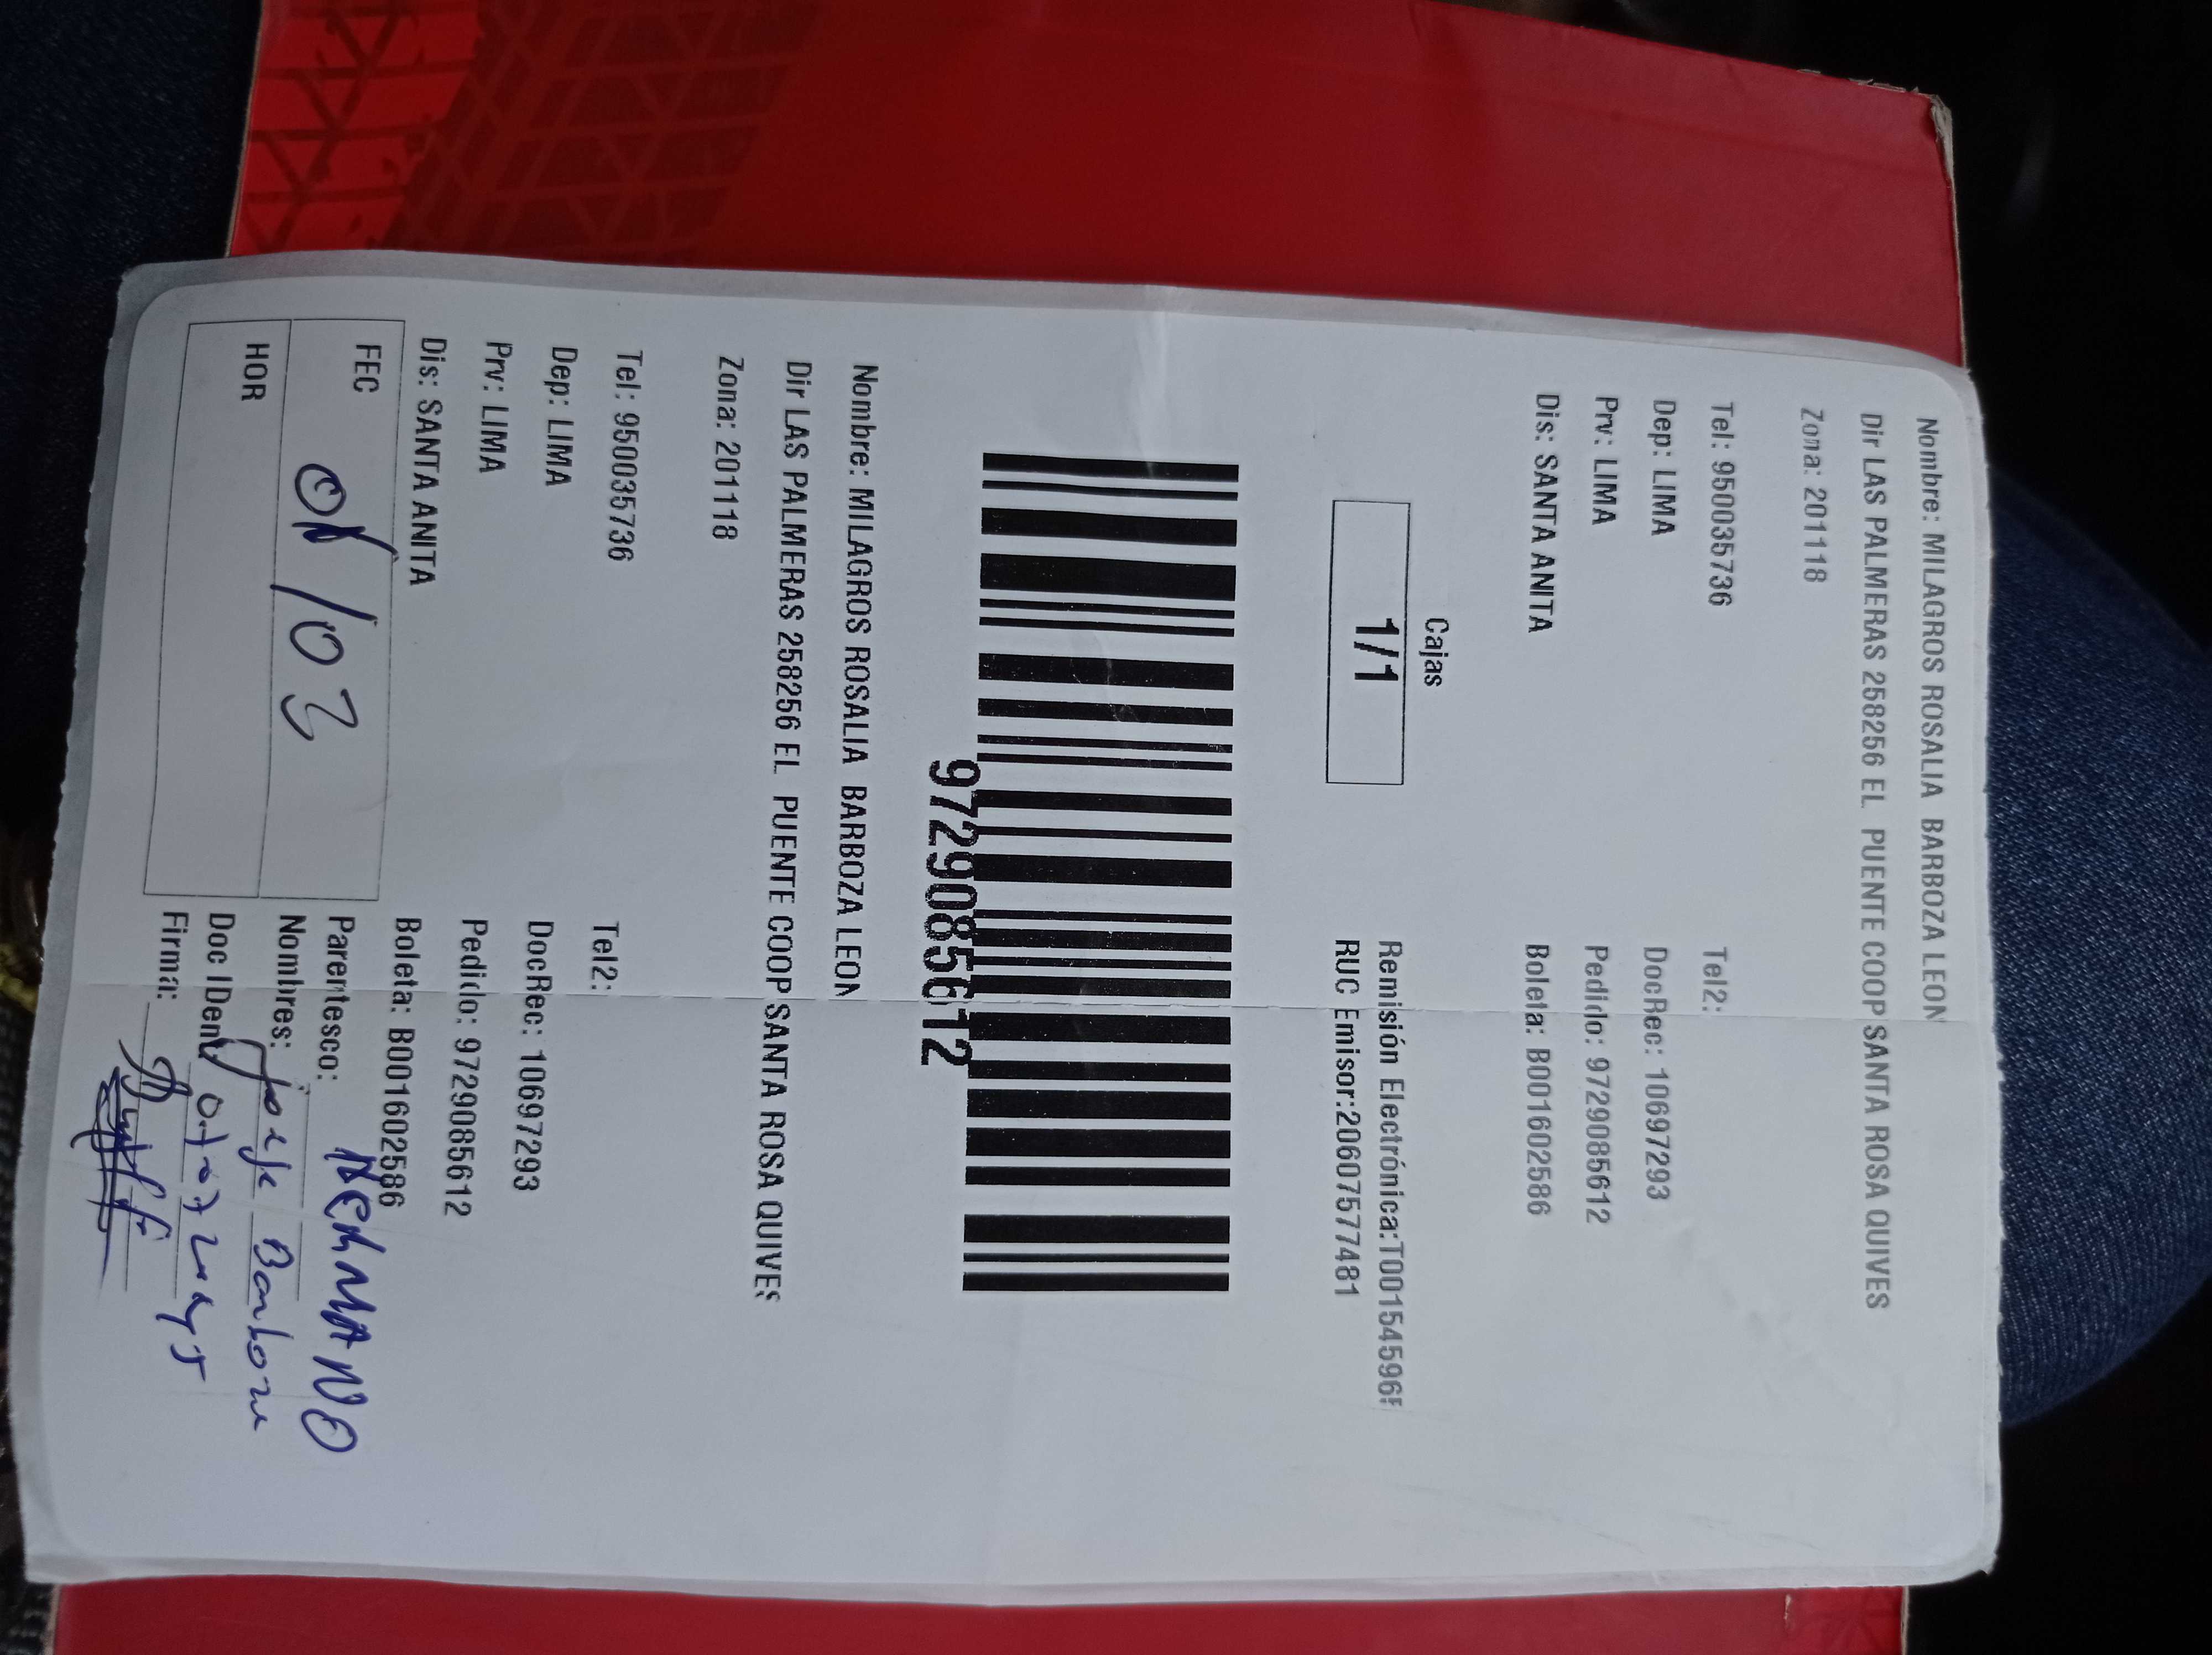 Nombre: MILAGROS ROSALIA BARBOZA LEON
Dir LAS PALMERAS 258256 EL PUENTE COOP SANTA ROSA QUIVES
Zona: 201118
Tel: 950035736 Tel2:
Dep: LIMA DocRec: 10697293
Prv: LIMA Pedido: 9729085612
Dis: SANTA ANITA Boleta: B001602586
Cajas
1/1
Remisión Electrónica:T00154596
RUC Emisor:20607577481
9729085612
Nombre: MILAGROS ROSALIA BARBOZA LEON
Dir LAS PALMERAS 258256 EL PUENTE COOP SANTA ROSA QUIVES
Zona: 201118
Tel: 950035736 Tel2:
Dep: LIMA DocRec: 10697293
Prv: LIMA Pedido: 9729085612
Dis: SANTA ANITA Boleta: B001602586
FEC
HOR
Parentesco: HERMANO
Nombres: Jorge Barboza
Doc IDent
Firma: